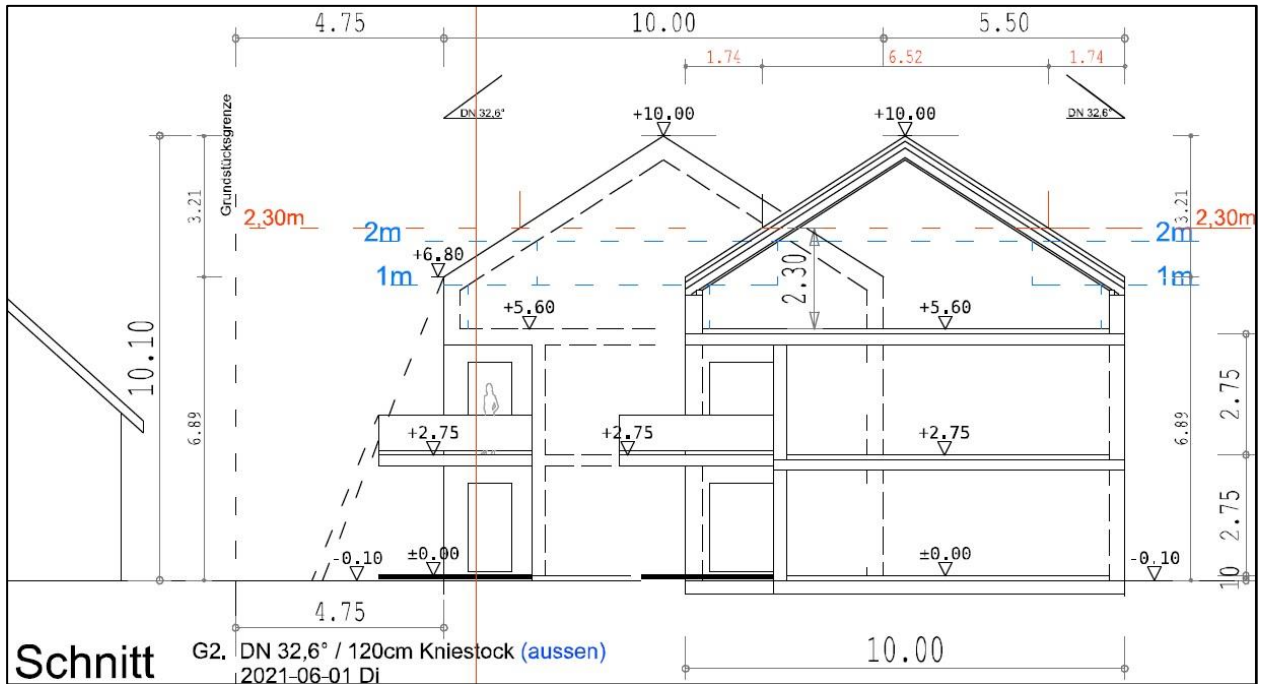 4.75 10.00 5.50
1.74 6.52 1.74
DN 32,6° DN 32,6°
+10.00 +10.00
Grundstücksgrenze
3.21 3.21
2,30m 2,30m
2m 2m
+6.80
1m 1m
2.30
+5.60 +5.60
10.10
6.89 6.89
2.75
+2.75 +2.75 +2.75
2.75
-0.10 ±0.00 ±0.00 -0.10
10
4.75
10.00
Schnitt G2. DN 32,6° / 120cm Kniestock (aussen)
2021-06-01 Di